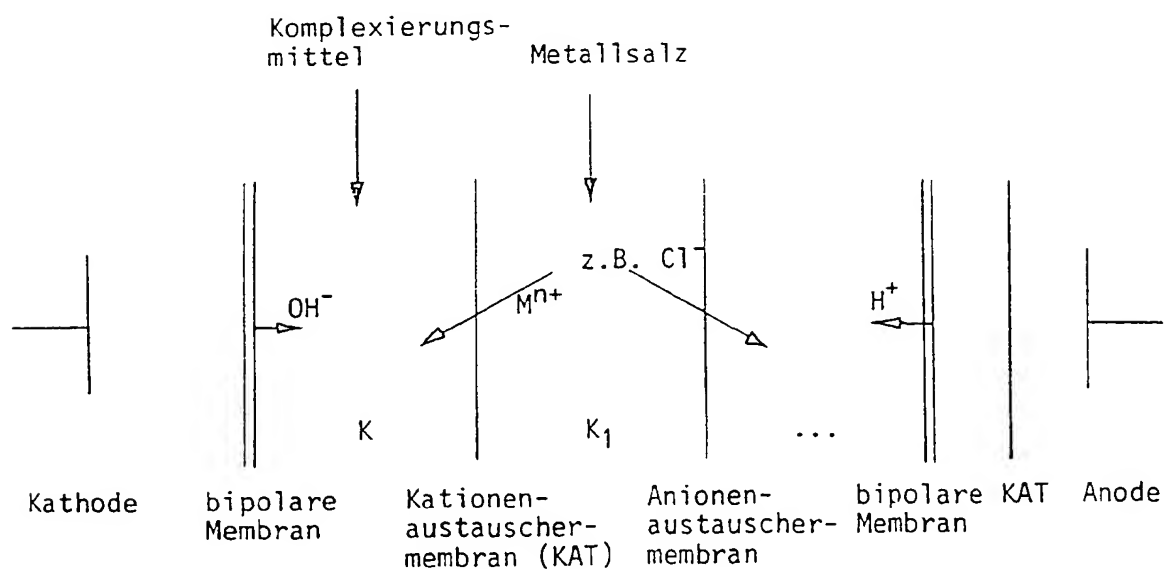 Komplexierungs-
mittel
Metallsalz
z.B. Cl⁻
OH⁻
Mⁿ⁺
H⁺
K
K₁
...
Kathode
bipolare
Membran
Kationen-
austauscher-
membran (KAT)
Anionen-
austauscher-
membran
bipolare
Membran
KAT
Anode